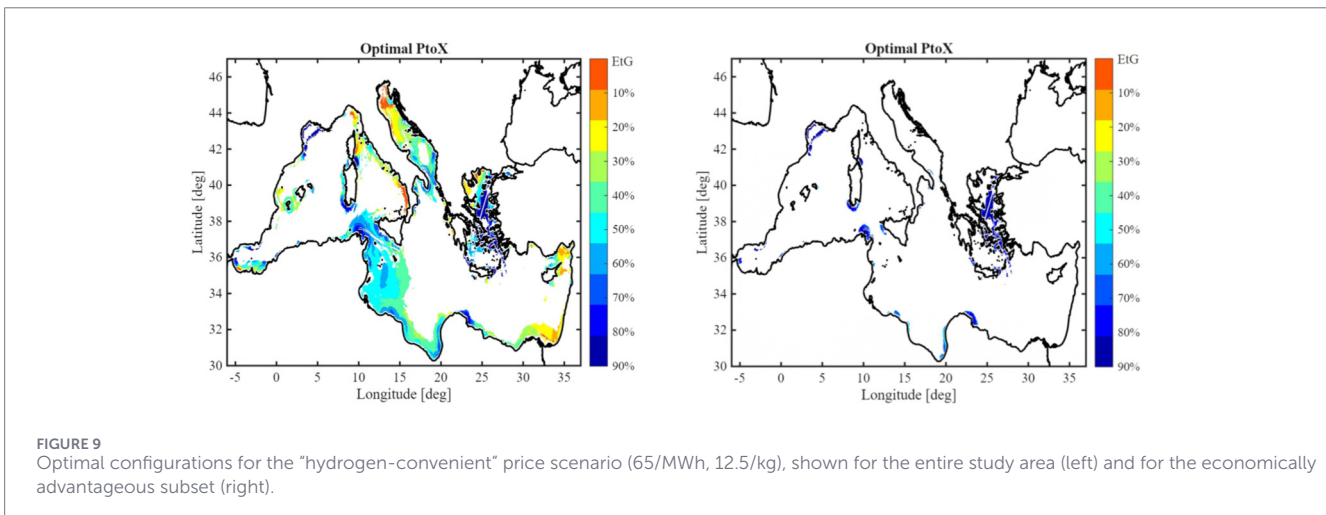 Optimal PtoX
46
44
42
40
38
36
34
32
30
Latitude [deg]
-5 0 5 10 15 20 25 30 35
Longitude [deg]
EtG
10%
20%
30%
40%
50%
60%
70%
80%
90%
Optimal PtoX
46
44
42
40
38
36
34
32
30
Latitude [deg]
-5 0 5 10 15 20 25 30 35
Longitude [deg]
EtG
10%
20%
30%
40%
50%
60%
70%
80%
90%
FIGURE 9
Optimal configurations for the "hydrogen-convenient" price scenario (65/MWh, 12.5/kg), shown for the entire study area (left) and for the economically
advantageous subset (right).